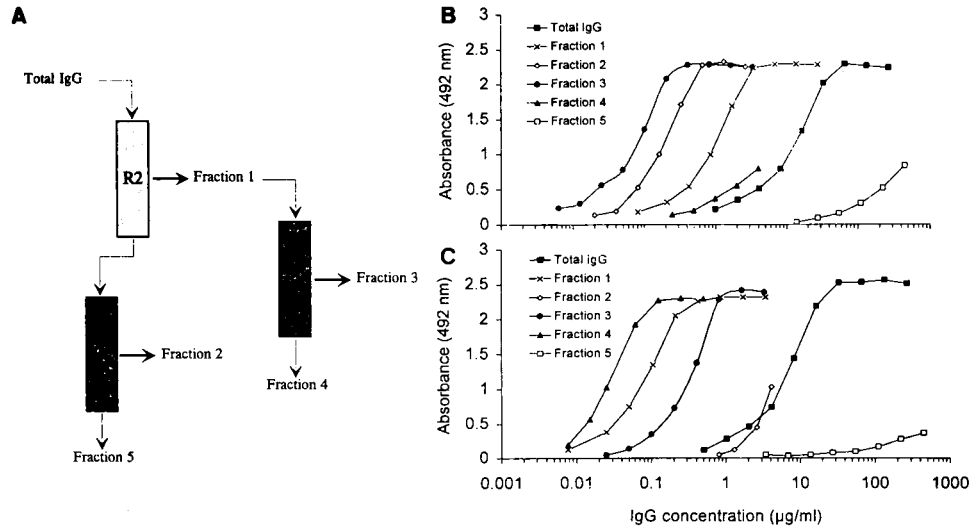 A
Total IgG
R2
Fraction 1
Fraction 3
Fraction 2
Fraction 4
Fraction 5
B
Absorbance (492 nm)
3
2.5
2
1.5
1
0.5
0
Total IgG
Fraction 1
Fraction 2
Fraction 3
Fraction 4
Fraction 5
C
Absorbance (492 nm)
3
2.5
2
1.5
1
0.5
0
Total IgG
Fraction 1
Fraction 2
Fraction 3
Fraction 4
Fraction 5
0.001 0.01 0.1 1 10 100 1000
IgG concentration (µg/ml)